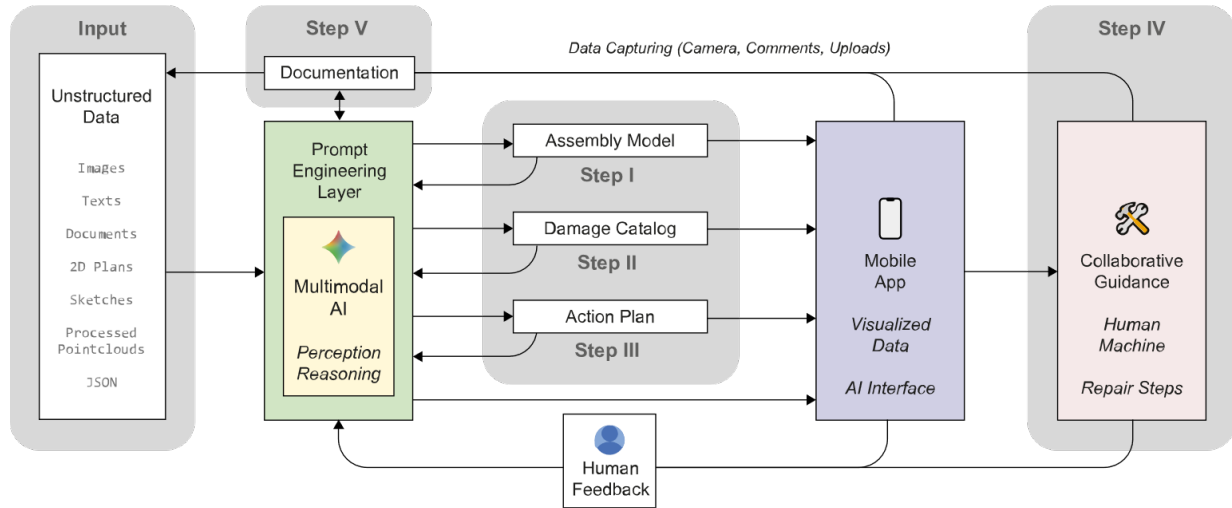 Input
Unstructured
Data
Images
Texts
Documents
2D Plans
Sketches
Processed
Pointclouds
JSON
Step V
Documentation
Data Capturing (Camera, Comments, Uploads)
Step IV
Prompt
Engineering
Layer
Multimodal
AI
Perception
Reasoning
Assembly Model
Step I
Damage Catalog
Step II
Action Plan
Step III
Mobile
App
Visualized
Data
AI Interface
Collaborative
Guidance
Human
Machine
Repair Steps
Human
Feedback